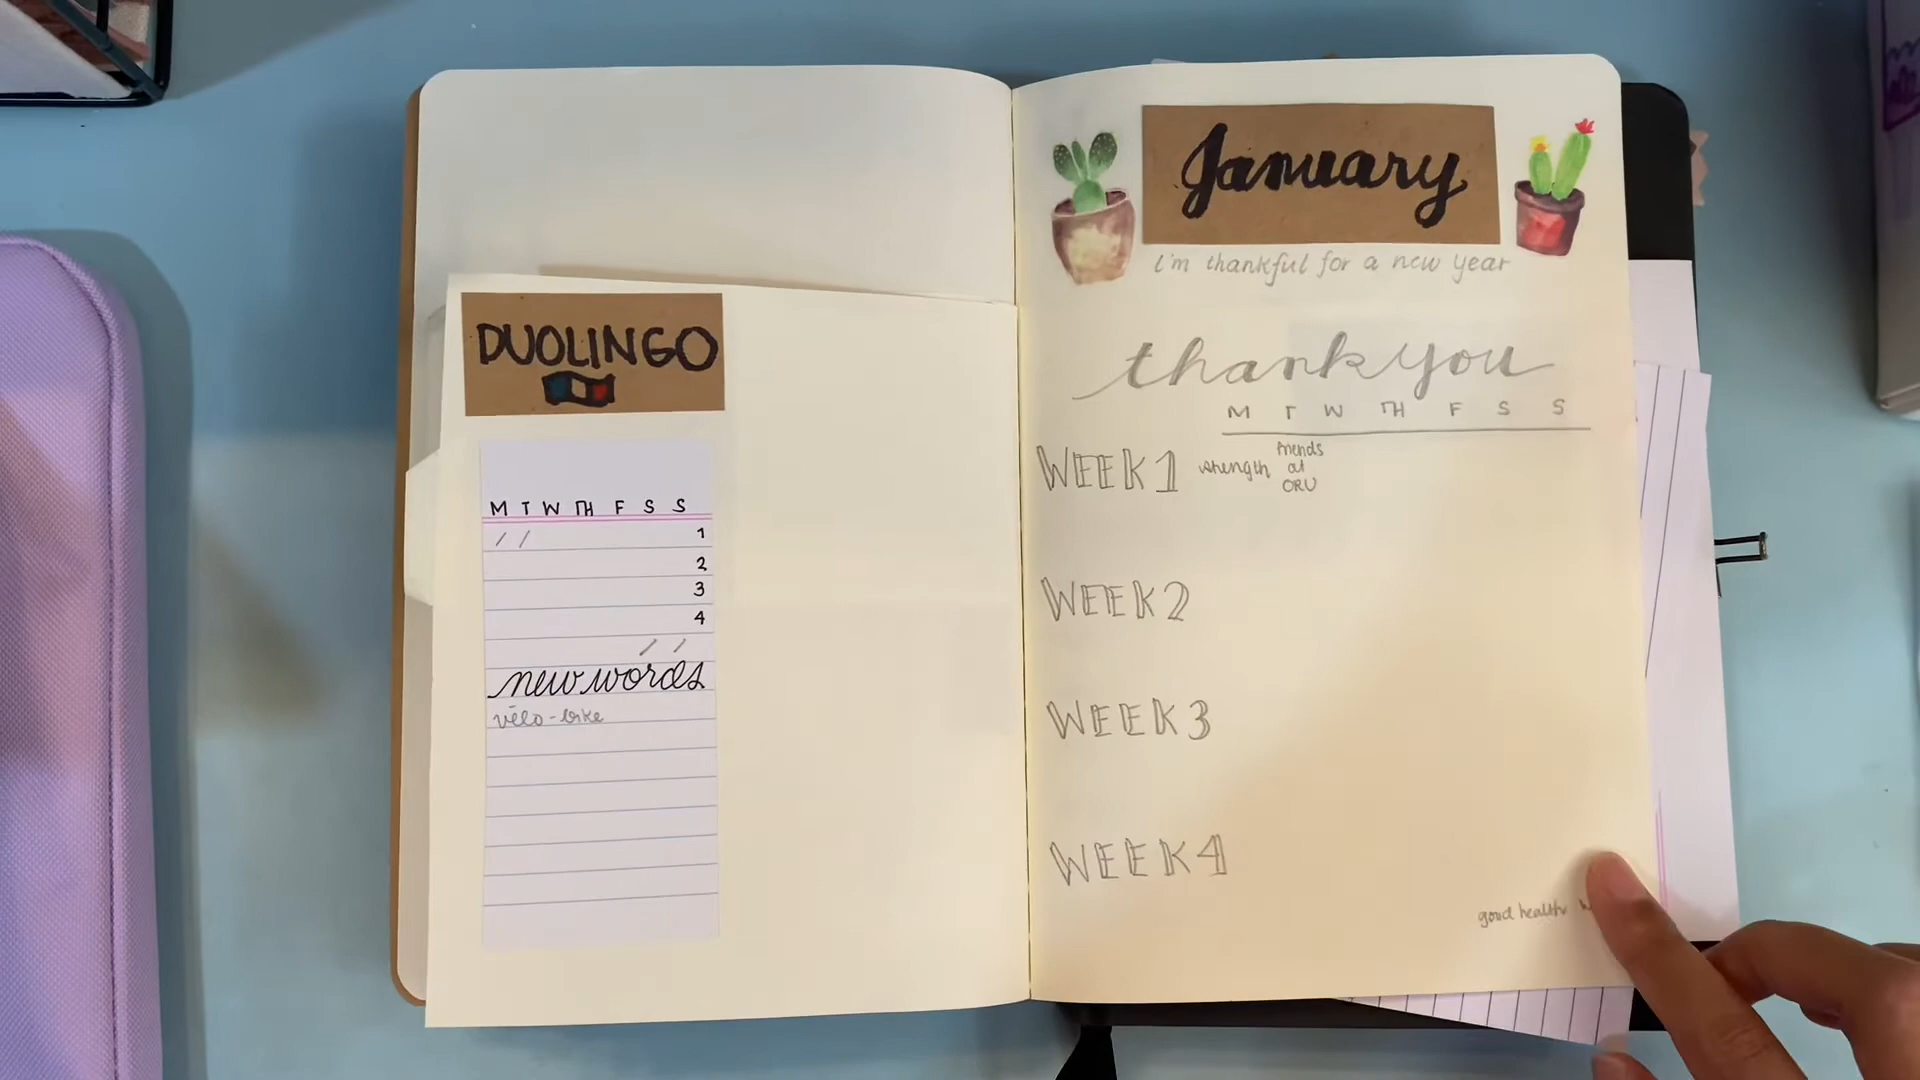 DUOLINGO
M T W TH F S S
/ / 1
2
3
4
/ /
new words
vélo - bike
January
I'm thankful for a new year
thank you
M T W TH F S S
WEEK 1 strength friends at ORU
WEEK 2
WEEK 3
WEEK 4
good health